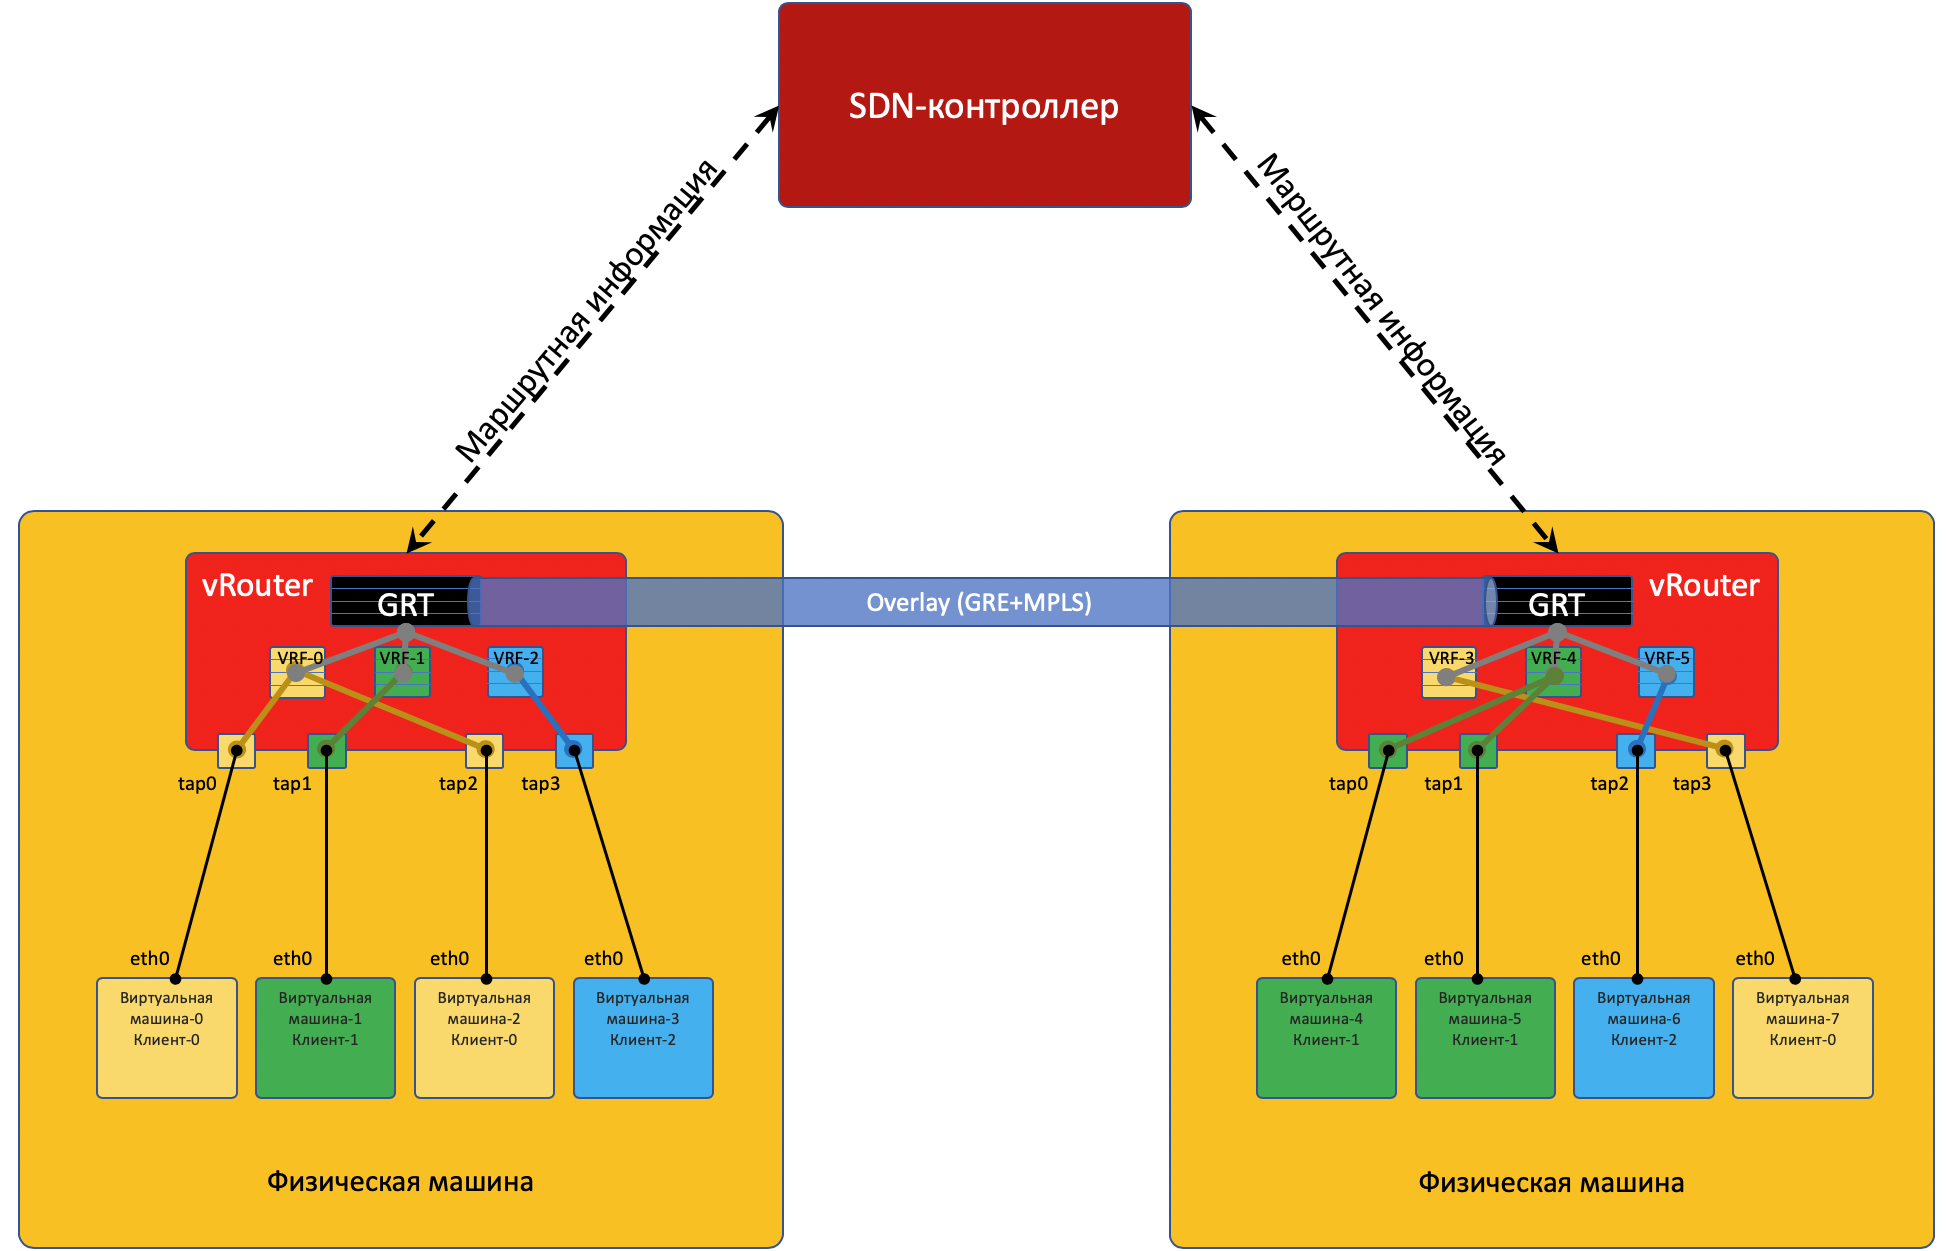 SDN-контроллер
Маршрутная информация
Маршрутная информация
vRouter
GRT
Overlay (GRE+MPLS)
GRT
vRouter
VRF-0
VRF-1
VRF-2
VRF-3
VRF-4
VRF-5
tap0
tap1
tap2
tap3
tap0
tap1
tap2
tap3
eth0
eth0
eth0
eth0
eth0
eth0
eth0
eth0
Виртуальная
машина-0
Клиент-0
Виртуальная
машина-1
Клиент-1
Виртуальная
машина-2
Клиент-0
Виртуальная
машина-3
Клиент-2
Виртуальная
машина-4
Клиент-1
Виртуальная
машина-5
Клиент-1
Виртуальная
машина-6
Клиент-2
Виртуальная
машина-7
Клиент-0
Физическая машина
Физическая машина